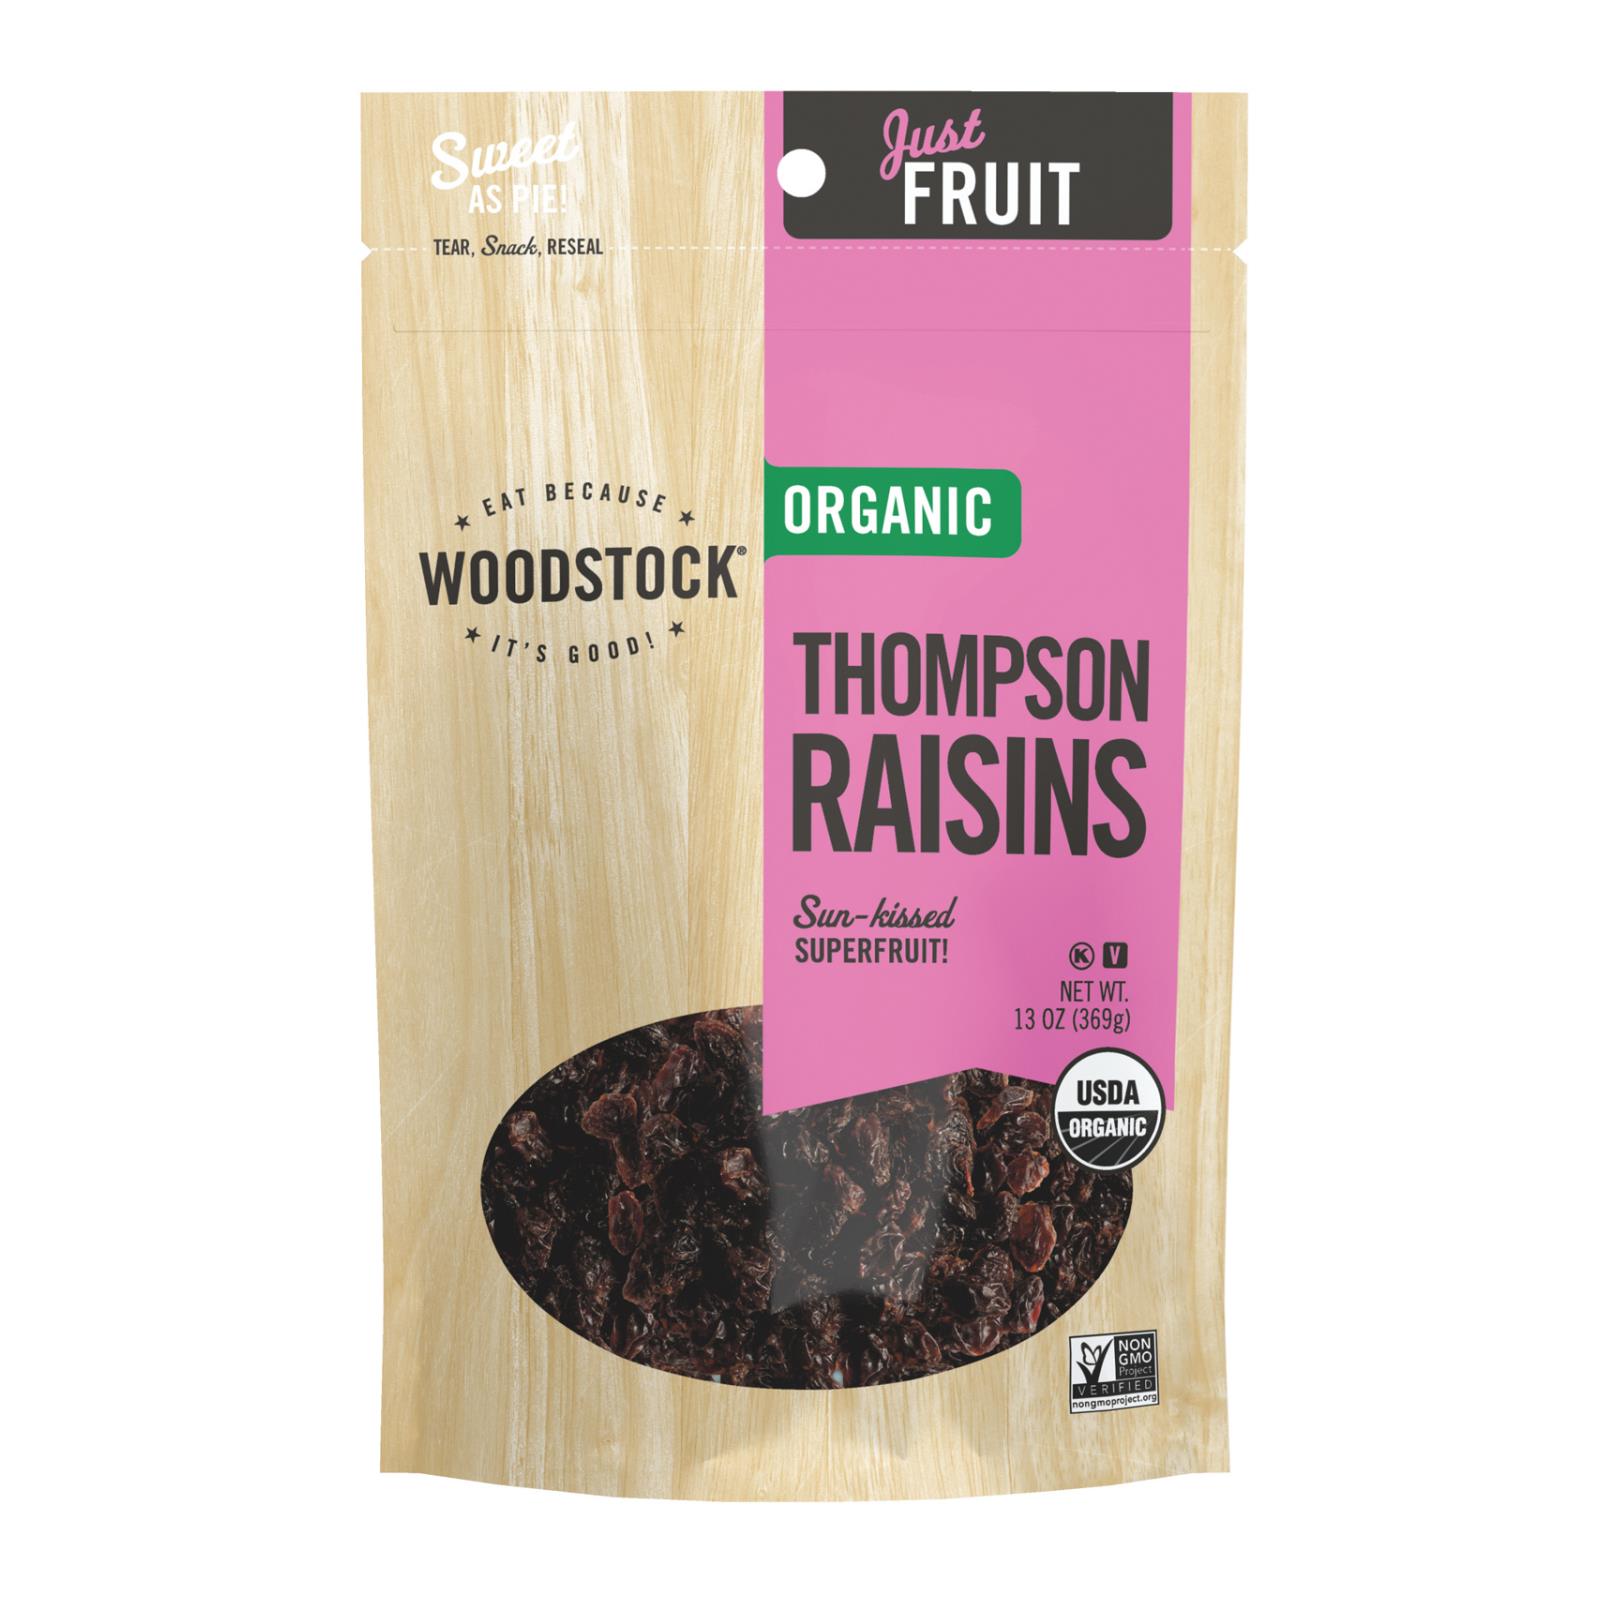 Sweet
AS PIE!
TEAR, Snack, RESEAL
Just
FRUIT
EAT BECAUSE
WOODSTOCK®
IT'S GOOD!
ORGANIC
THOMPSON
RAISINS
Sun-kissed
SUPERFRUIT!
K V
NET WT.
13 OZ (369g)
USDA
ORGANIC
NON
GMO
Project
VERIFIED
nongmoproject.org